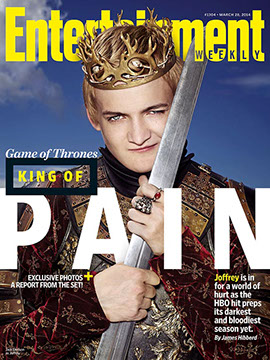 #1304 • MARCH 28, 2014
Entertainment
WEEKLY
Game of Thrones
KING OF
PAIN
EXCLUSIVE PHOTOS +
A REPORT FROM THE SET!
Joffrey is in
for a world of
hurt as the
HBO hit preps
its darkest
and bloodiest
season yet.
By James Hibberd